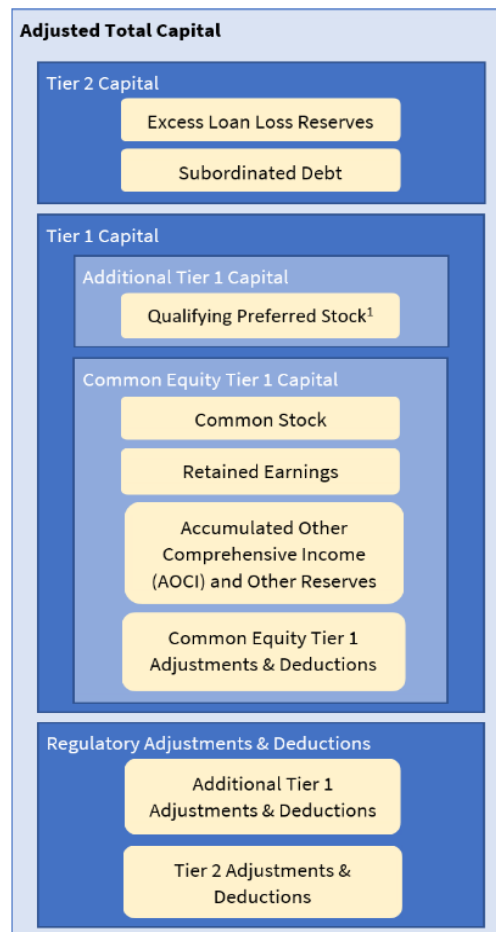 Adjusted Total Capital
Tier 2 Capital
Excess Loan Loss Reserves
Subordinated Debt
Tier 1 Capital
Additional Tier 1 Capital
Qualifying Preferred Stock¹
Common Equity Tier 1 Capital
Common Stock
Retained Earnings
Accumulated Other
Comprehensive Income
(AOCI) and Other Reserves
Common Equity Tier 1
Adjustments & Deductions
Regulatory Adjustments & Deductions
Additional Tier 1
Adjustments & Deductions
Tier 2 Adjustments &
Deductions